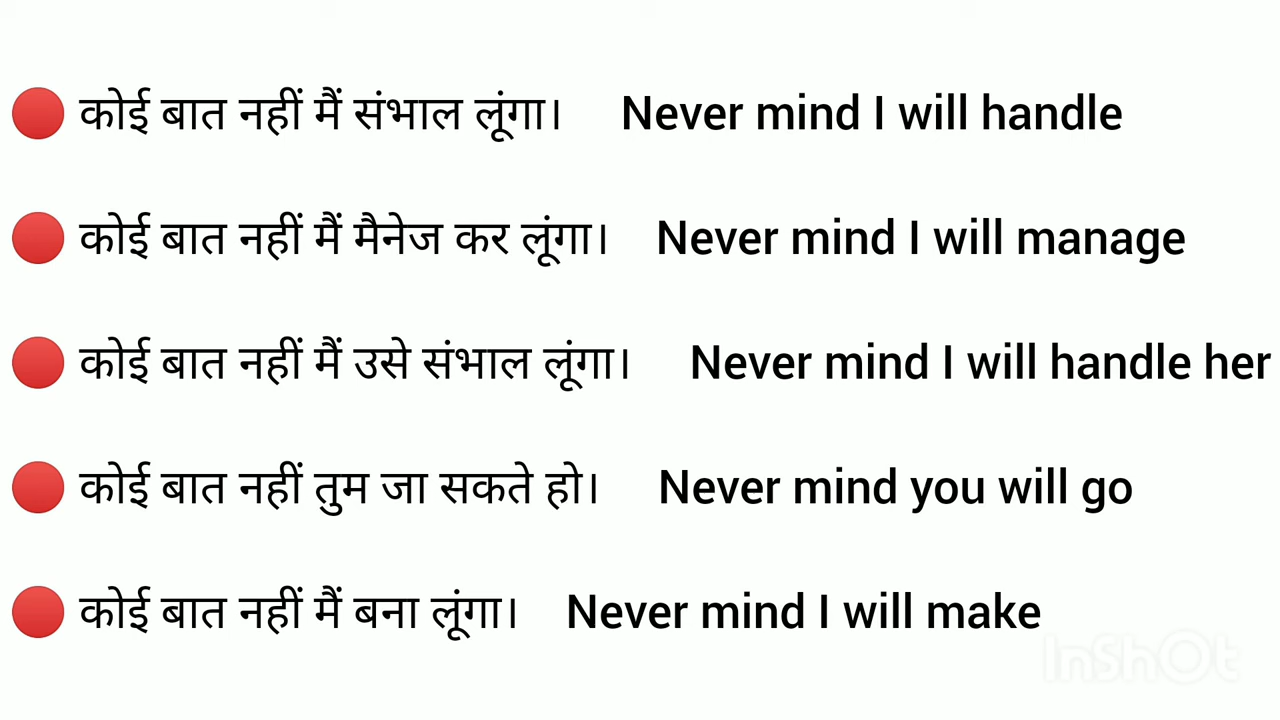 कोई बात नहीं मैं संभाल लूंगा। Never mind I will handle
कोई बात नहीं मैं मैनेज कर लूंगा। Never mind I will manage
कोई बात नहीं मैं उसे संभाल लूंगा। Never mind I will handle her
कोई बात नहीं तुम जा सकते हो। Never mind you will go
कोई बात नहीं मैं बना लूंगा। Never mind I will make
InShOt